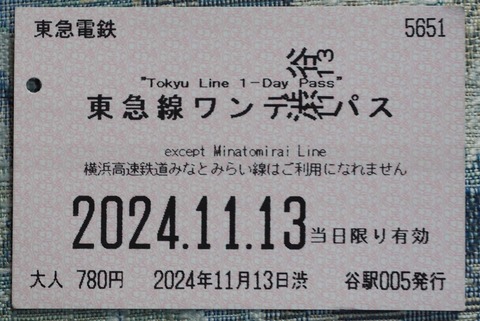 東急電鉄 5651
"Tokyu Line 1-Day Pass"
東急線ワンデーパス
渋谷
except Minatomirai Line
横浜高速鉄道みなとみらい線はご利用になれません
2024.11.13当日限り有効
大人 780円 2024年11月13日渋 谷駅005発行